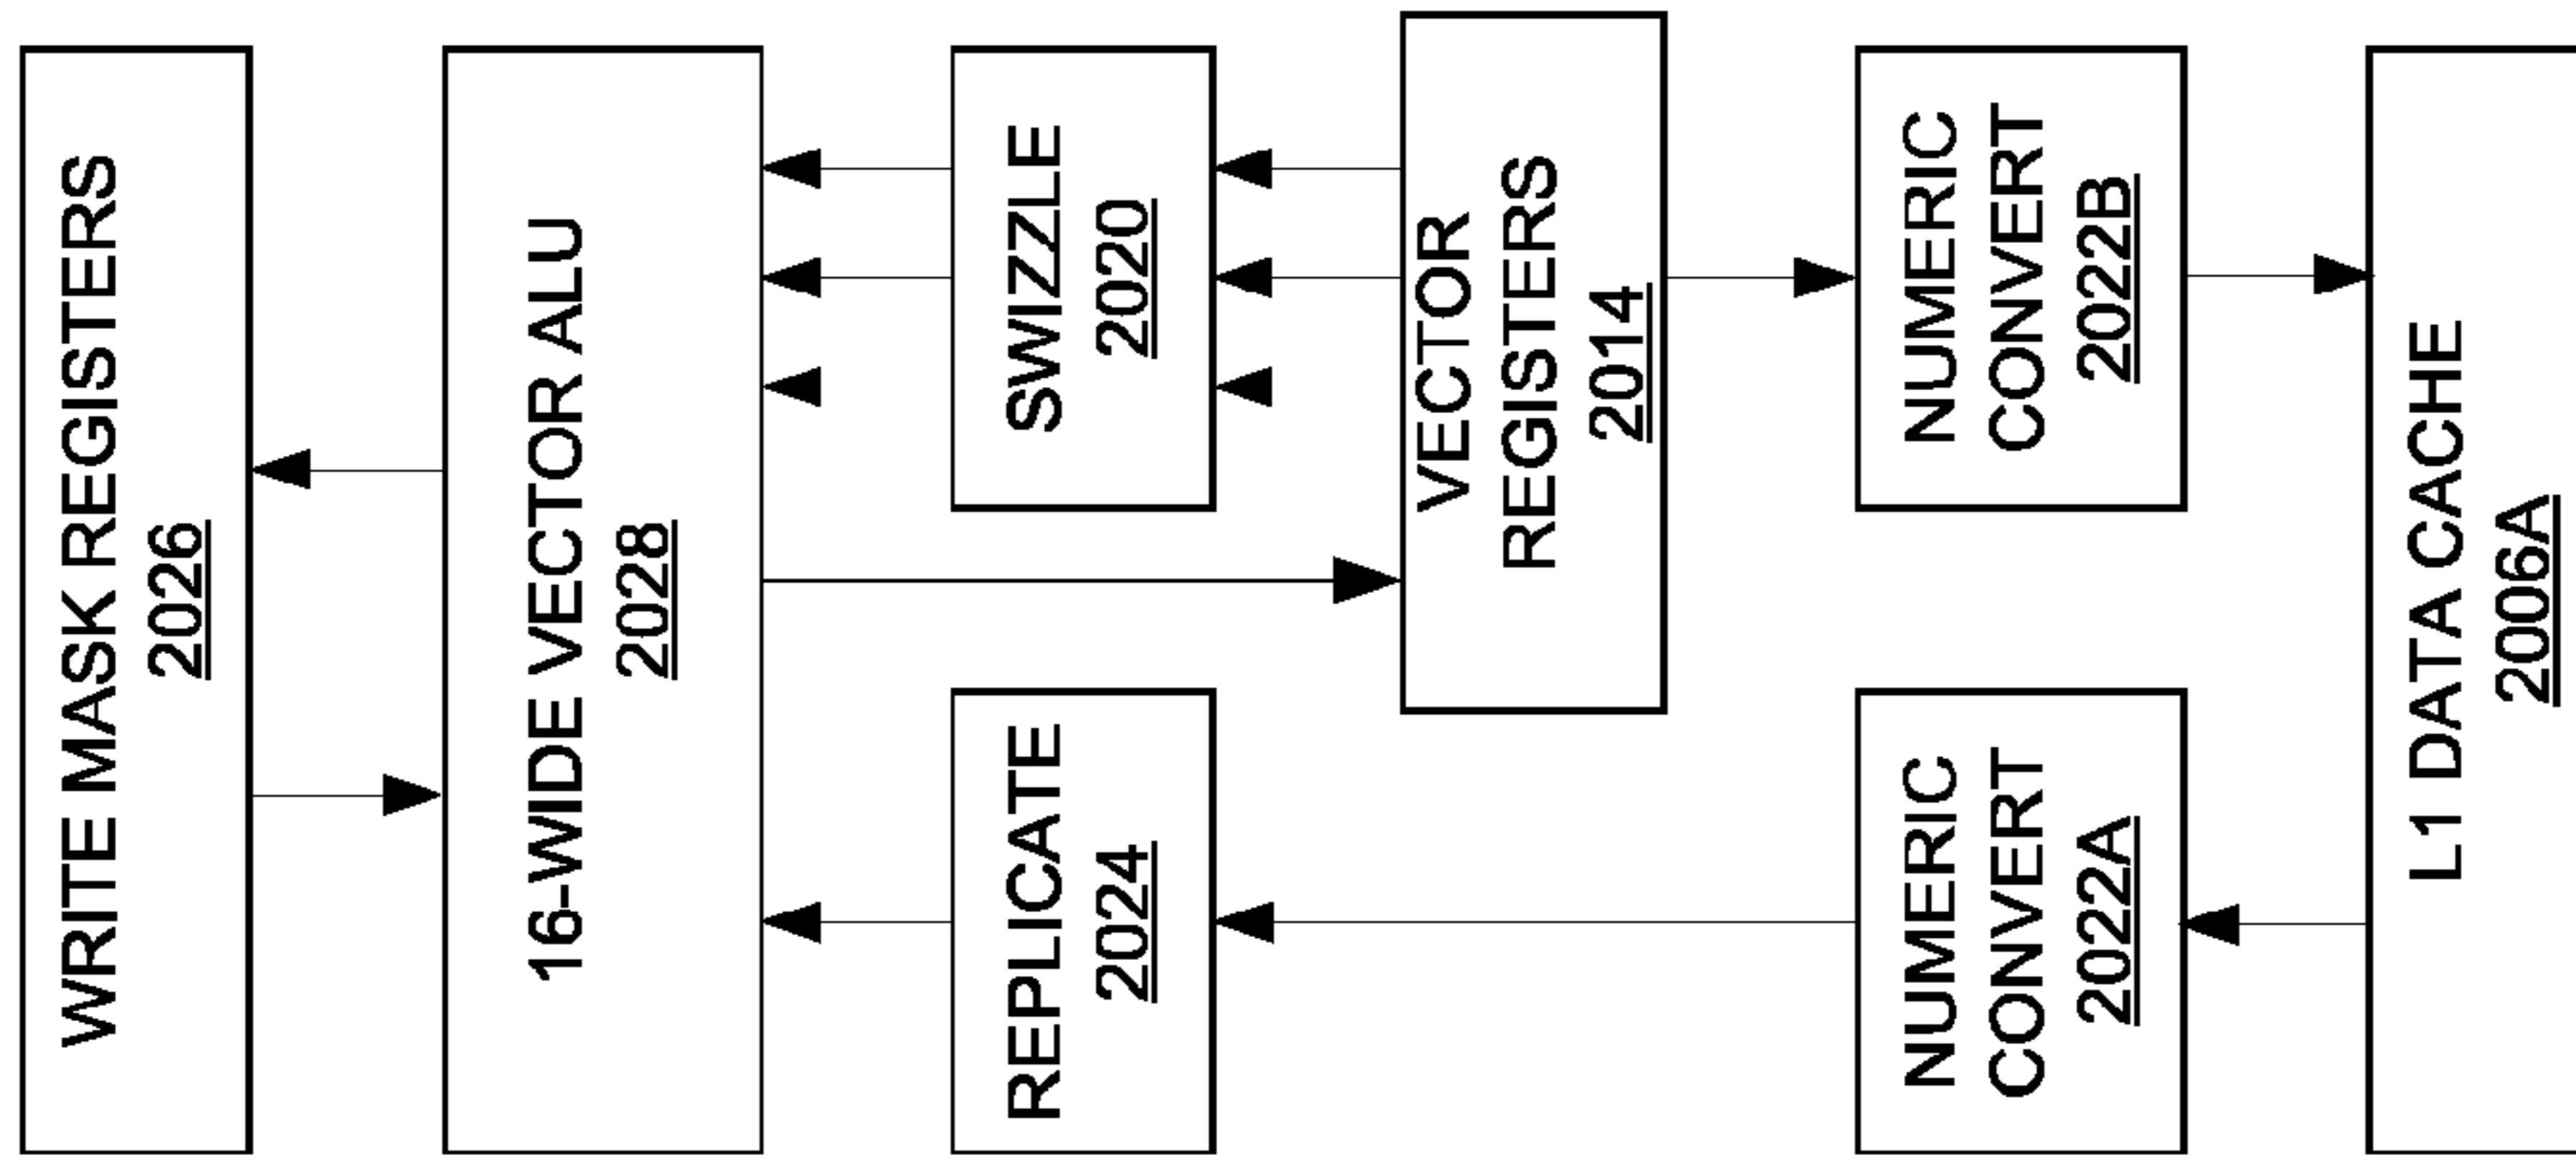 WRITE MASK REGISTERS
2026
16-WIDE VECTOR ALU
2028
REPLICATE
2024
SWIZZLE
2020
VECTOR
REGISTERS
2014
NUMERIC
CONVERT
2022A
NUMERIC
CONVERT
2022B
L1 DATA CACHE
2006A